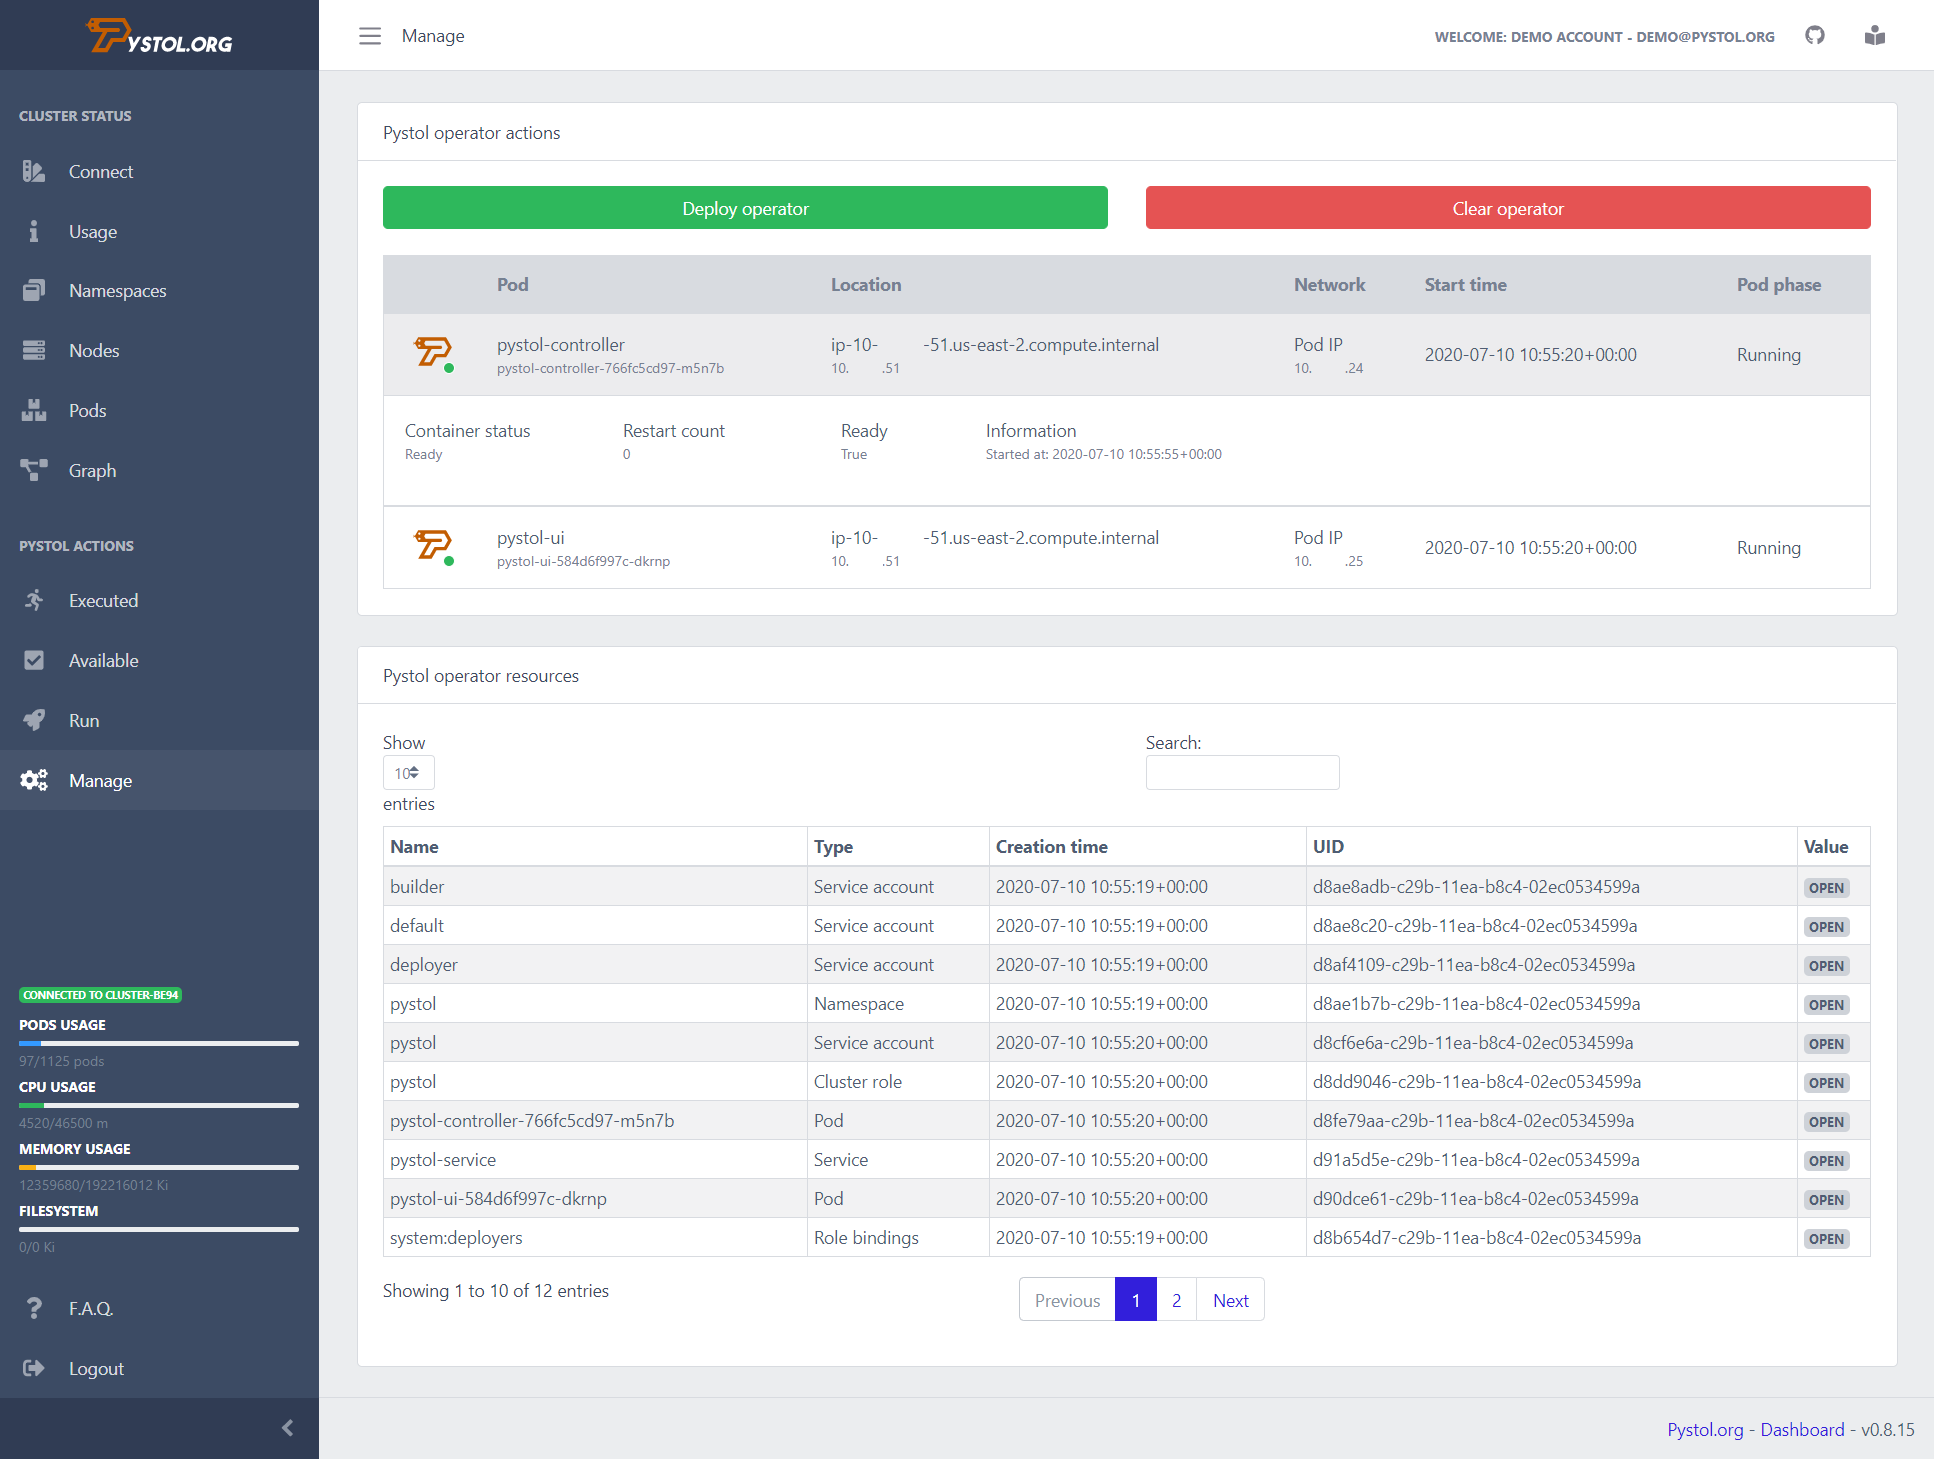 PYSTOL.ORG
Manage
WELCOME: DEMO ACCOUNT - DEMO@PYSTOL.ORG
CLUSTER STATUS
Connect
Usage
Namespaces
Nodes
Pods
Graph
PYSTOL ACTIONS
Executed
Available
Run
Manage
CONNECTED TO CLUSTER-BE94
PODS USAGE
97/1125 pods
CPU USAGE
4520/46500 m
MEMORY USAGE
12359680/192216012 Ki
FILESYSTEM
0/0 Ki
F.A.Q.
Logout
Pystol operator actions
Deploy operator Clear operator
Pod Location Network Start time Pod phase
pystol-controller ip-10- -51.us-east-2.compute.internal Pod IP 2020-07-10 10:55:20+00:00 Running
pystol-controller-766fc5cd97-m5n7b 10. .51 10. .24
Container status Restart count Ready Information
Ready 0 True Started at: 2020-07-10 10:55:55+00:00
pystol-ui ip-10- -51.us-east-2.compute.internal Pod IP 2020-07-10 10:55:20+00:00 Running
pystol-ui-584d6f997c-dkrnp 10. .51 10. .25
Pystol operator resources
Show Search:
10
entries
Name Type Creation time UID Value
builder Service account 2020-07-10 10:55:19+00:00 d8ae8adb-c29b-11ea-b8c4-02ec0534599a OPEN
default Service account 2020-07-10 10:55:19+00:00 d8ae8c20-c29b-11ea-b8c4-02ec0534599a OPEN
deployer Service account 2020-07-10 10:55:19+00:00 d8af4109-c29b-11ea-b8c4-02ec0534599a OPEN
pystol Namespace 2020-07-10 10:55:19+00:00 d8ae1b7b-c29b-11ea-b8c4-02ec0534599a OPEN
pystol Service account 2020-07-10 10:55:20+00:00 d8cf6e6a-c29b-11ea-b8c4-02ec0534599a OPEN
pystol Cluster role 2020-07-10 10:55:20+00:00 d8dd9046-c29b-11ea-b8c4-02ec0534599a OPEN
pystol-controller-766fc5cd97-m5n7b Pod 2020-07-10 10:55:20+00:00 d8fe79aa-c29b-11ea-b8c4-02ec0534599a OPEN
pystol-service Service 2020-07-10 10:55:20+00:00 d91a5d5e-c29b-11ea-b8c4-02ec0534599a OPEN
pystol-ui-584d6f997c-dkrnp Pod 2020-07-10 10:55:20+00:00 d90dce61-c29b-11ea-b8c4-02ec0534599a OPEN
system:deployers Role bindings 2020-07-10 10:55:19+00:00 d8b654d7-c29b-11ea-b8c4-02ec0534599a OPEN
Showing 1 to 10 of 12 entries Previous 1 2 Next
Pystol.org - Dashboard - v0.8.15